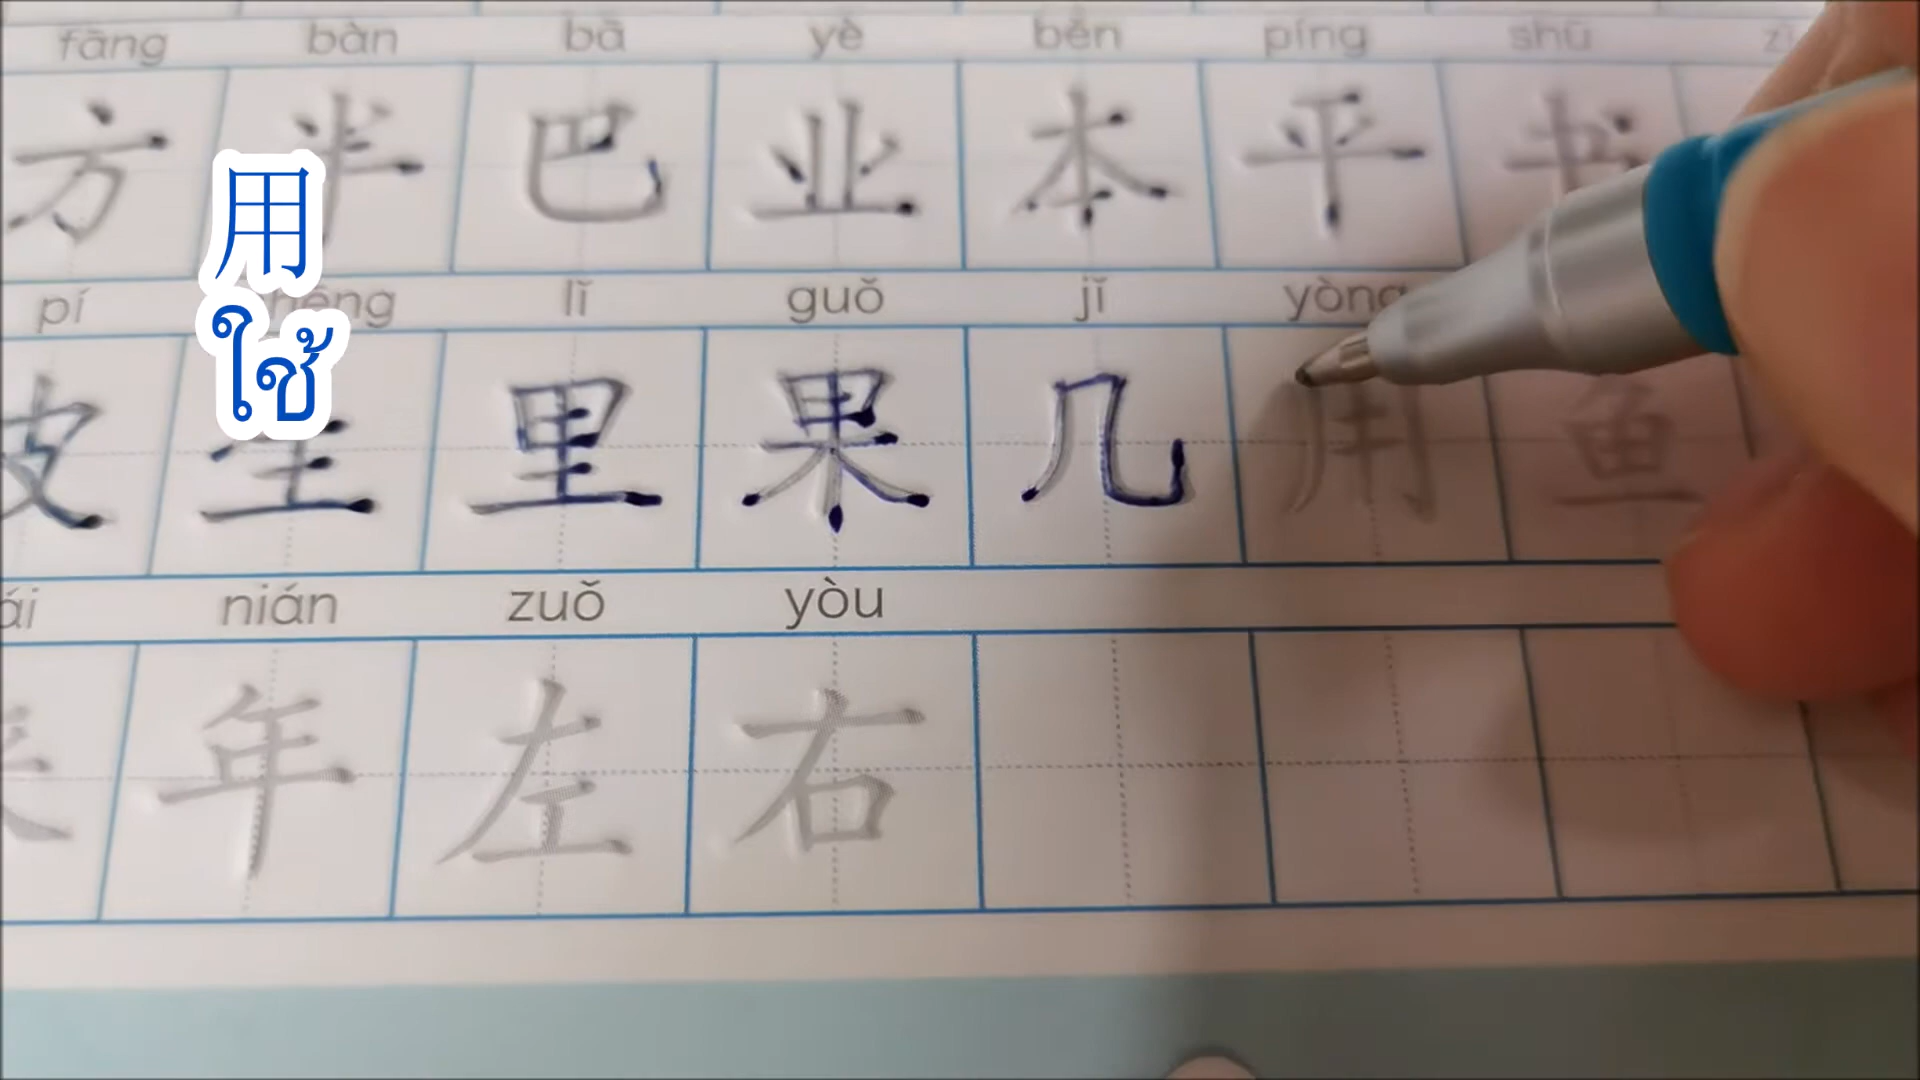 fāng bàn bā yè běn píng shū
方 半 巴 业 本 平 书
用
ใช้
pí lǐ guǒ jǐ
皮 生 里 果 几 用 鱼
nián zuǒ yòu
年 左 右